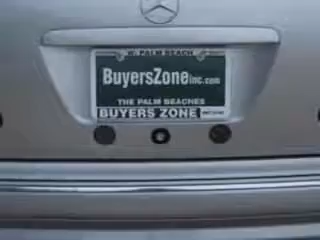 W. PALM BEACH
BuyersZoneinc.com
THE PALM BEACHES
BUYERS ZONE